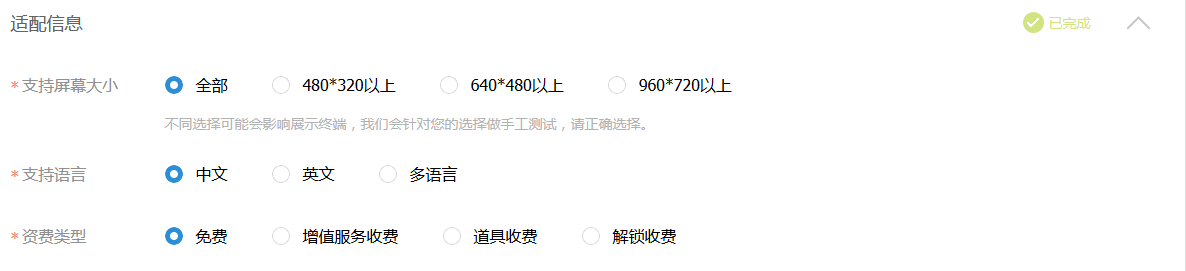 适配信息 已完成
*支持屏幕大小 全部 480*320以上 640*480以上 960*720以上
不同选择可能会影响展示终端，我们会针对您的选择做手工测试，请正确选择。
*支持语言 中文 英文 多语言
*资费类型 免费 增值服务收费 道具收费 解锁收费